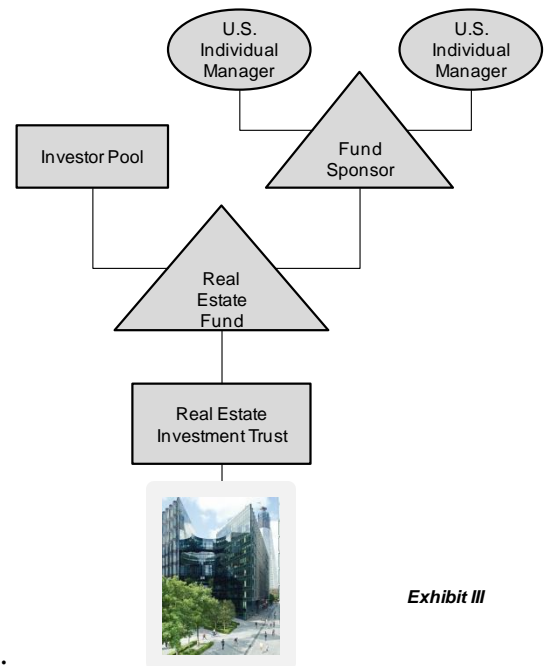 U.S.
Individual
Manager
U.S.
Individual
Manager
Investor Pool
Fund
Sponsor
Real
Estate
Fund
Real Estate
Investment Trust
Exhibit III
.